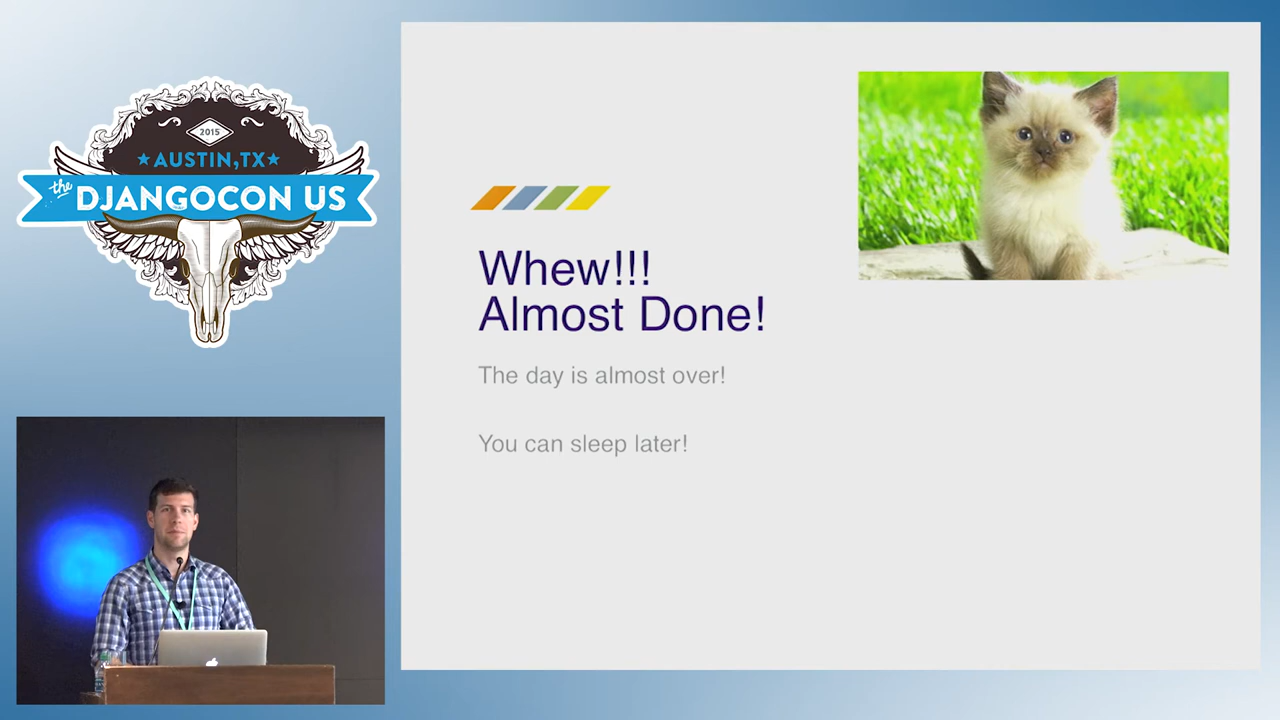 2015
AUSTIN, TX
the DJANGOCON US
Whew!!!
Almost Done!
The day is almost over!
You can sleep later!